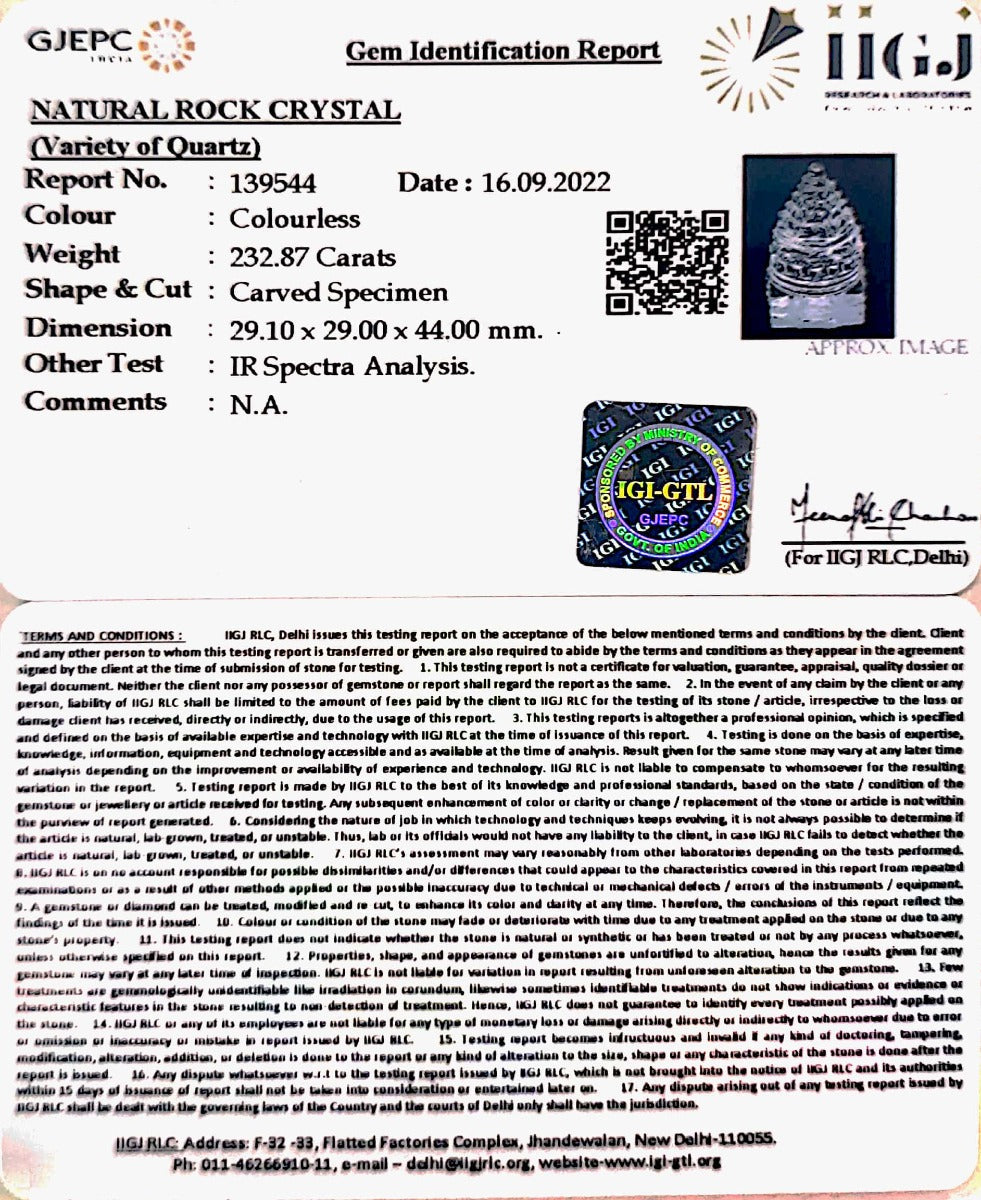 GJEPC
INDIA
Gem Identification Report
IIGJ
RESEARCH & LABORATORIES
NATURAL ROCK CRYSTAL
(Variety of Quartz)
Report No. : 139544 Date : 16.09.2022
Colour : Colourless
Weight : 232.87 Carats
Shape & Cut : Carved Specimen
Dimension : 29.10 x 29.00 x 44.00 mm.
Other Test : IR Spectra Analysis.
Comments : N.A.
APPROX IMAGE
SPONSORED BY MINISTRY OF COMMERCE
IGI-GTL
GJEPC
GOVT. OF INDIA
(For IIGJ RLC,Delhi)
TERMS AND CONDITIONS : IIGJ RLC, Delhi issues this testing report on the acceptance of the below mentioned terms and conditions by the client. Client
and any other person to whom this testing report is transferred or given are also required to abide by the terms and conditions as they appear in the agreement
signed by the client at the time of submission of stone for testing. 1. This testing report is not a certificate for valuation, guarantee, appraisal, quality dossier or
legal document. Neither the client nor any possessor of gemstone or report shall regard the report as the same. 2. In the event of any claim by the client or any
person, liability of IIGJ RLC shall be limited to the amount of fees paid by the client to IIGJ RLC for the testing of its stone / article, irrespective to the loss or
damage client has received, directly or indirectly, due to the usage of this report. 3. This testing reports is altogether a professional opinion, which is specified
and defined on the basis of available expertise and technology with IIGJ RLC at the time of issuance of this report. 4. Testing is done on the basis of expertise,
knowledge, information, equipment and technology accessible and as available at the time of analysis. Result given for the same stone may vary at any later time
of analysis depending on the improvement or availability of experience and technology. IIGJ RLC is not liable to compensate to whomsoever for the resulting
variation in the report. 5. Testing report is made by IIGJ RLC to the best of its knowledge and professional standards, based on the state / condition of the
gemstone or jewellery or article received for testing. Any subsequent enhancement of color or clarity or change / replacement of the stone or article is not within
the purview of report generated. 6. Considering the nature of job in which technology and techniques keeps evolving, it is not always possible to determine if
the article is natural, lab-grown, treated, or unstable. Thus, lab or its officials would not have any liability to the client, in case IIGJ RLC fails to detect whether the
article is natural, lab grown, treated, or unstable. 7. IIGJ RLC's assessment may vary reasonably from other laboratories depending on the tests performed.
8. IIGJ RLC is on no account responsible for possible dissimilarities and/or differences that could appear to the characteristics covered in this report from repeated
examinations or as a result of other methods applied or the possible inaccuracy due to technical or mechanical defects / errors of the instruments / equipment.
9. A gemstone or diamond can be treated, modified and re cut, to enhance its color and clarity at any time. Therefore, the conclusions of this report reflect the
findings of the time it is issued. 10. Colour or condition of the stone may fade or deteriorate with time due to any treatment applied on the stone or due to any
stone's property. 11. This testing report does not indicate whether the stone is natural or synthetic or has been treated or not by any process whatsoever,
unless otherwise specified on this report. 12. Properties, shape, and appearance of gemstones are unfortified to alteration, hence the results given for any
gemstone may vary at any later time of inspection. IIGJ RLC is not liable for variation in report resulting from unforeseen alteration to the gemstone. 13. Few
treatments are gemmologically unidentifiable like irradiation in corundum, likewise sometimes identifiable treatments do not show indications or evidence or
characteristic features in the stone resulting to non-detection of treatment. Hence, IIGJ RLC does not guarantee to identify every treatment possibly applied on
the stone. 14. IIGJ RLC or any of its employees are not liable for any type of monetary loss or damage arising directly or indirectly to whomsoever due to error
or omission or inaccuracy or mistake in report issued by IIGJ RLC. 15. Testing report becomes infructuous and invalid if any kind of doctoring, tampering,
modification, alteration, addition, or deletion is done to the report or any kind of alteration to the size, shape or any characteristic of the stone is done after the
report is issued. 16. Any dispute whatsoever w.r.t to the testing report issued by IIGJ RLC, which is not brought into the notice of IIGJ RLC and its authorities
within 15 days of issuance of report shall not be taken into consideration or entertained later on. 17. Any dispute arising out of any testing report issued by
IIGJ RLC shall be dealt with the governing laws of the Country and the courts of Delhi only shall have the jurisdiction.
IIGJ RLC: Address: F-32 -33, Flatted Factories Complex, Jhandewalan, New Delhi-110055.
Ph: 011-46266910-11, e-mail – delhi@iigjrlc.org, website-www.igi-gtl.org